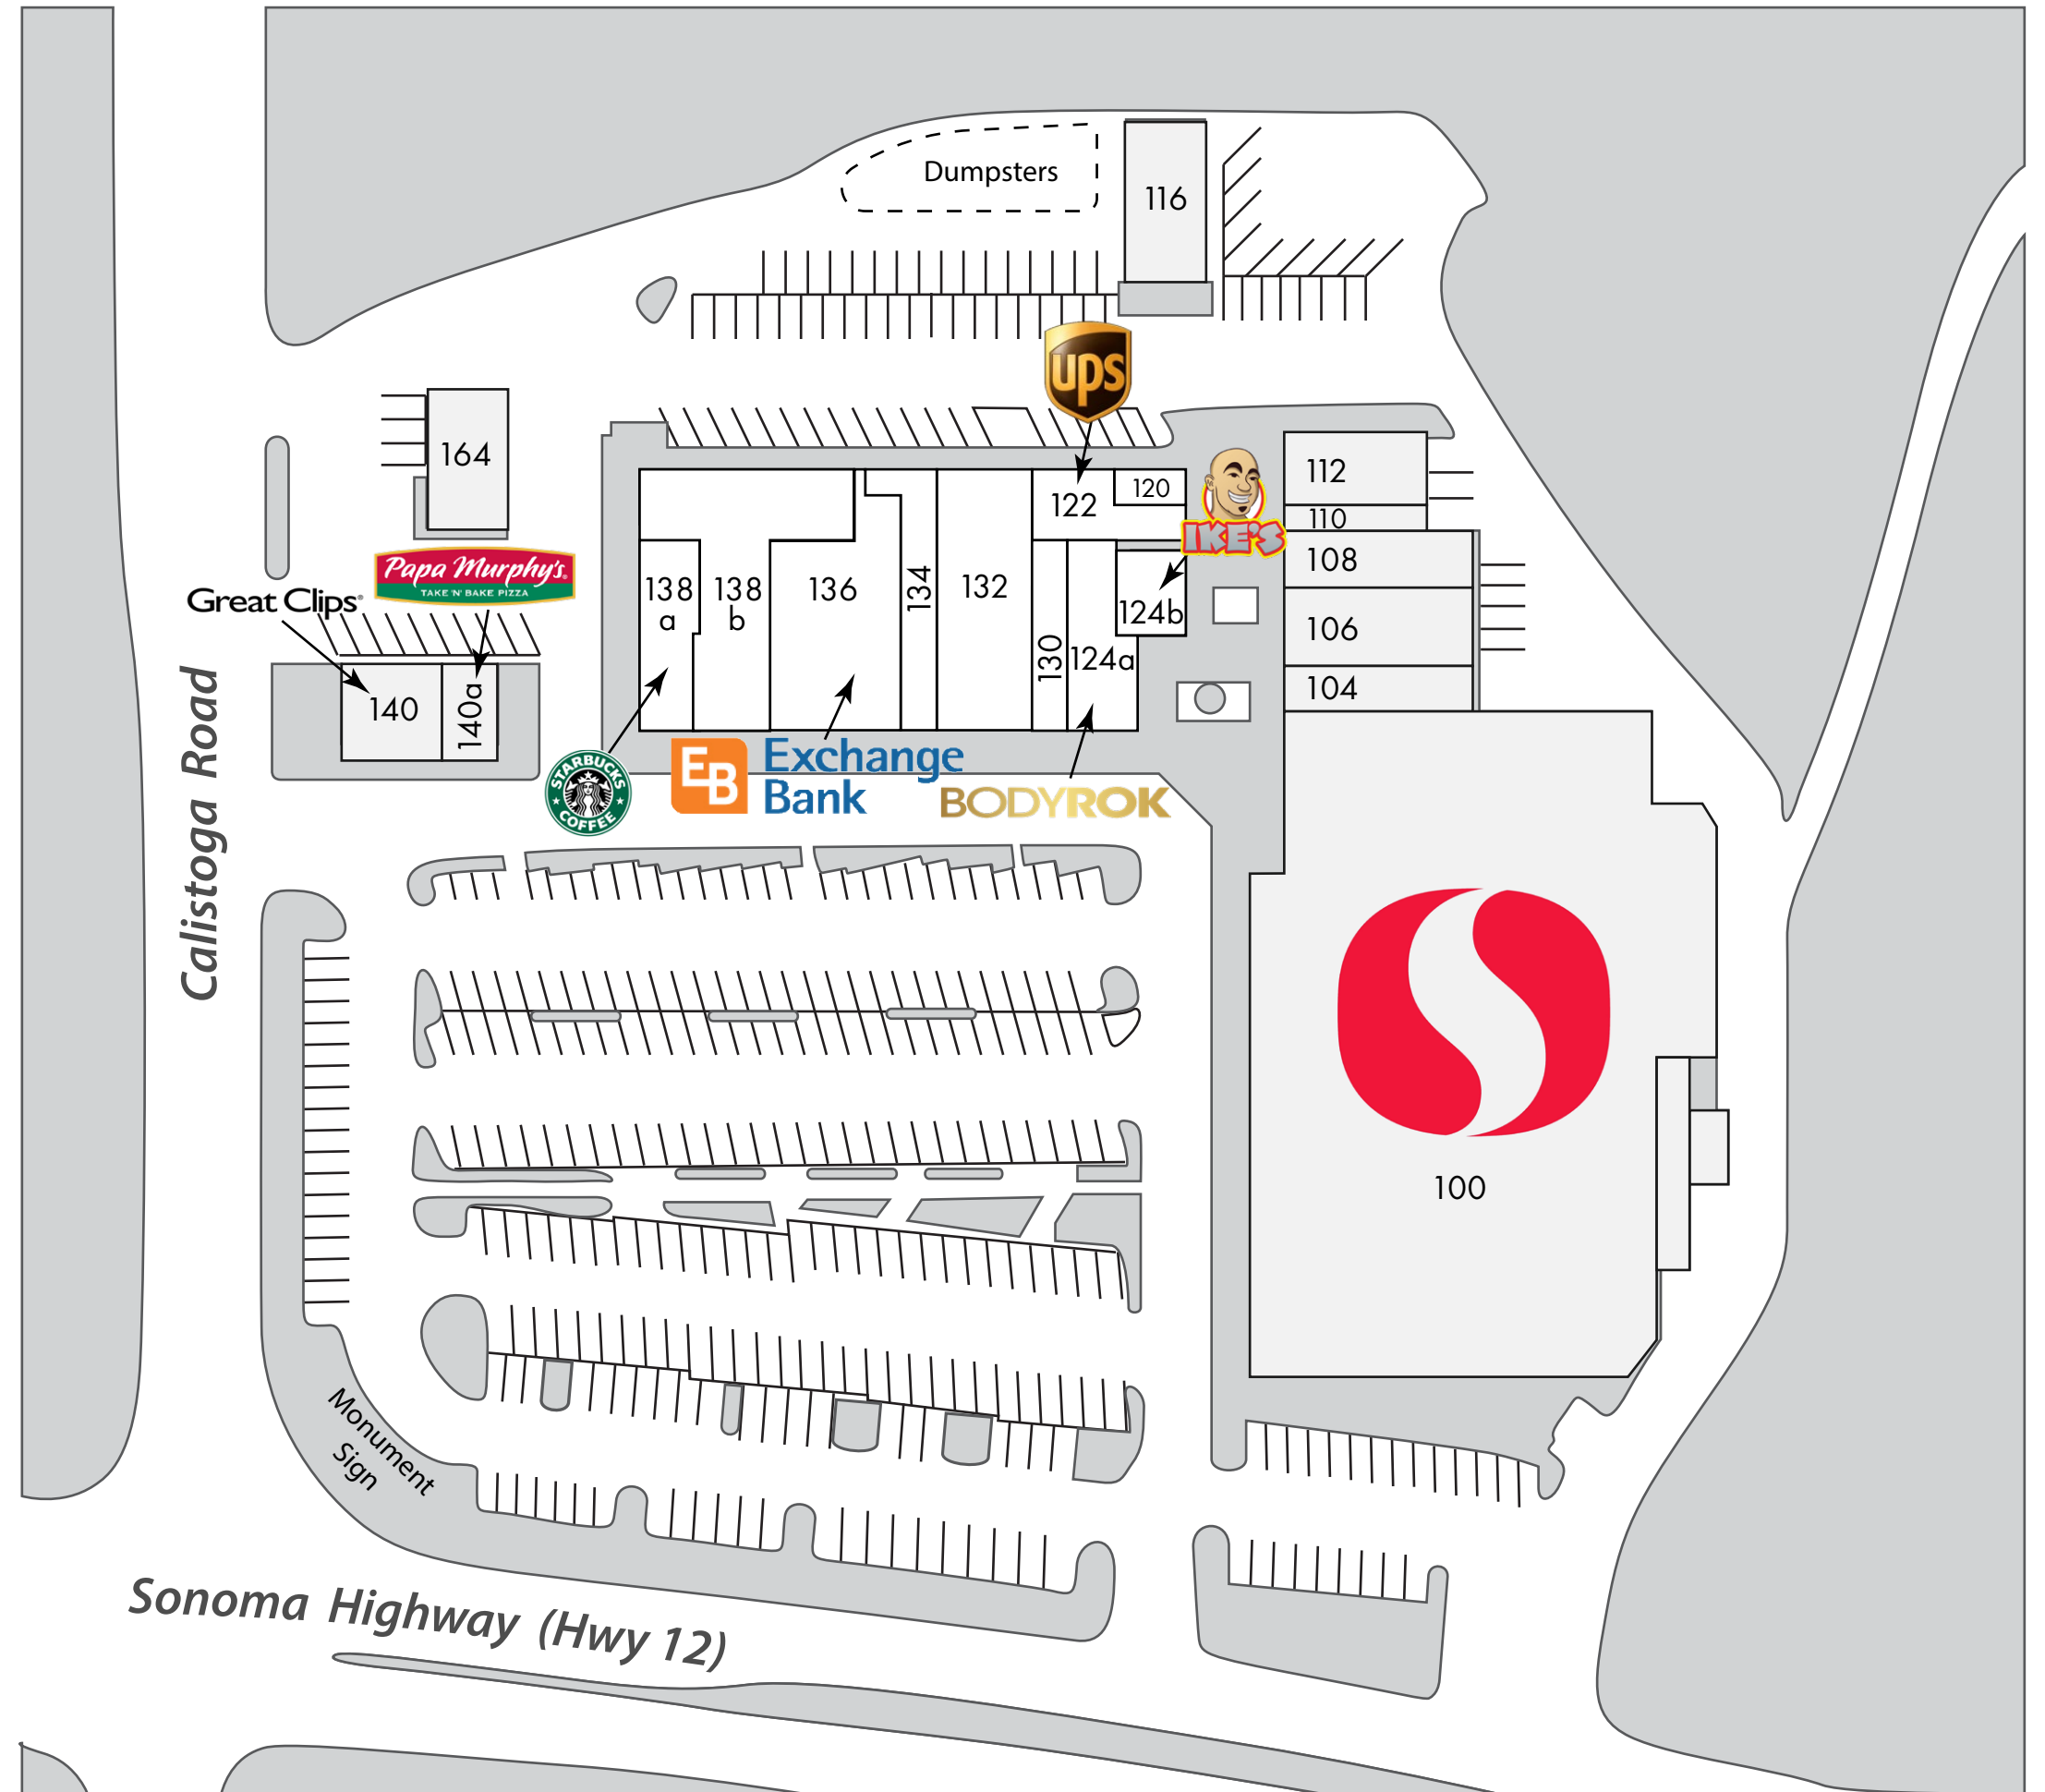 Dumpsters
116
ups
164
112
120
122
110
IKE'S
108
Papa Murphy's
TAKE 'N' BAKE PIZZA
Great Clips
138
a
138
b
136
134
132
130
124a
124b
106
104
140
140a
Calistoga Road
STARBUCKS
COFFEE
EB
Exchange
Bank
BODYROK
100
Monument
Sign
Sonoma Highway (Hwy 12)